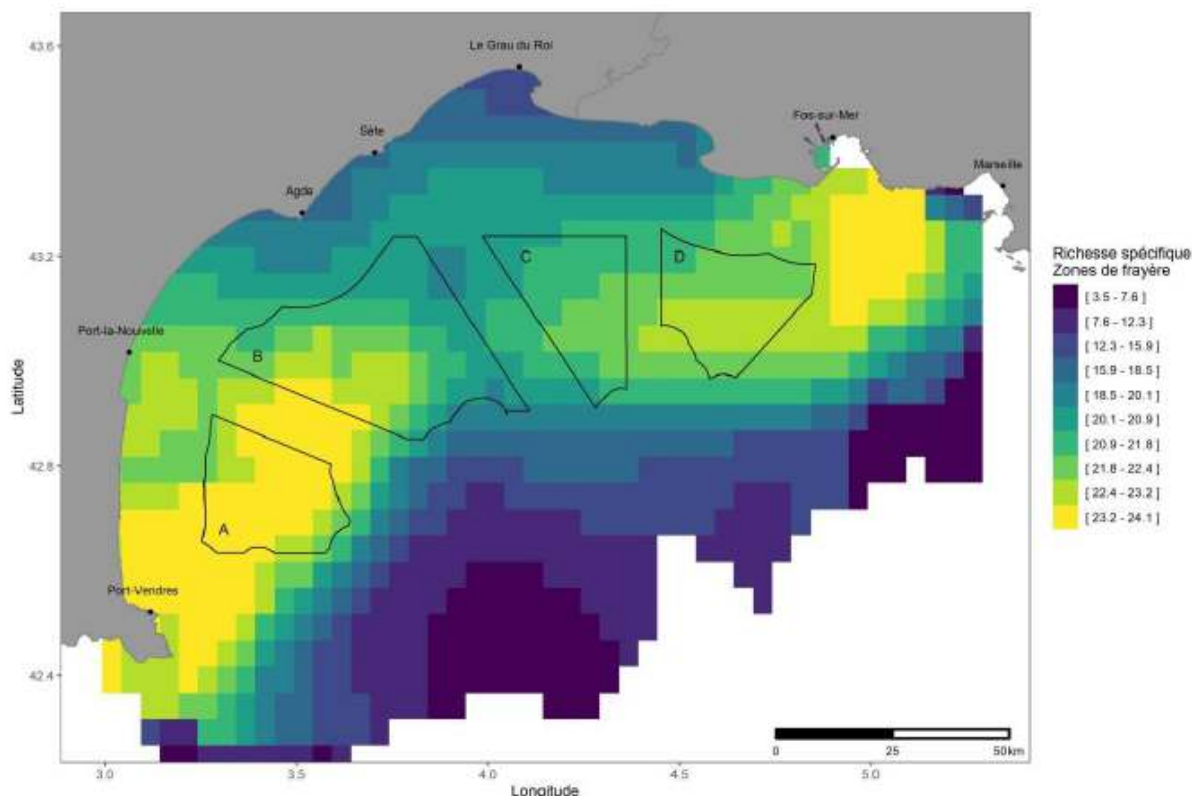 43.6
43.2
42.8
42.4
Latitude
Le Grau du Roi
Sète
Agde
Port-la-Nouvelle
Port-Vendres
Fos-sur-Mer
Marseille
A
B
C
D
0
25
50km
3.0
3.5
4.0
4.5
5.0
Longitude
Richesse spécifique
Zones de frayère
[ 3.5 - 7.6 ]
[ 7.6 - 12.3 ]
[ 12.3 - 15.9 ]
[ 15.9 - 18.5 ]
[ 18.5 - 20.1 ]
[ 20.1 - 20.9 ]
[ 20.9 - 21.8 ]
[ 21.8 - 22.4 ]
[ 22.4 - 23.2 ]
[ 23.2 - 24.1 ]